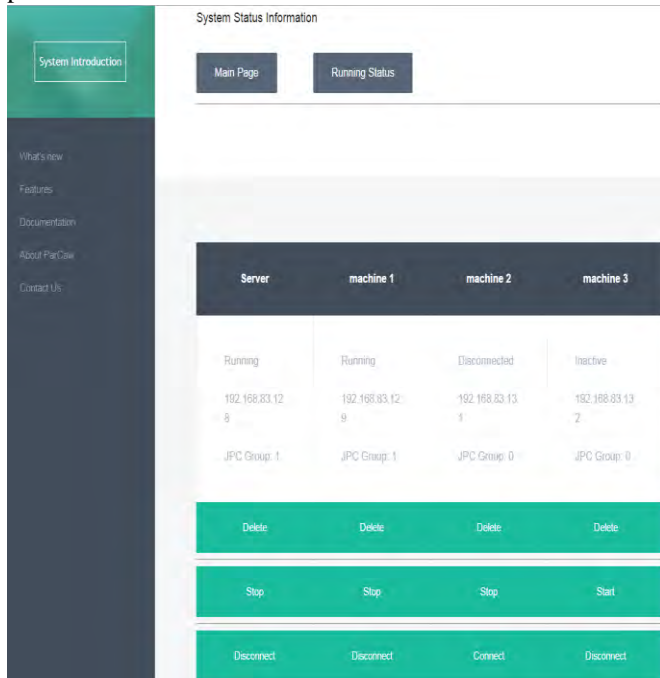 System Status Information
System Introduction
Main Page Running Status
What's new
Features
Documentation
About ParCaw
Contact Us
Server machine 1 machine 2 machine 3
Running Running Disconnected Inactive
192.168.83.12 192.168.83.12 192.168.83.13 192.168.83.13
8 9 1 2
JPC Group: 1 JPC Group: 1 JPC Group: 0 JPC Group: 0
Delete Delete Delete Delete
Stop Stop Stop Start
Disconnect Disconnect Connect Disconnect